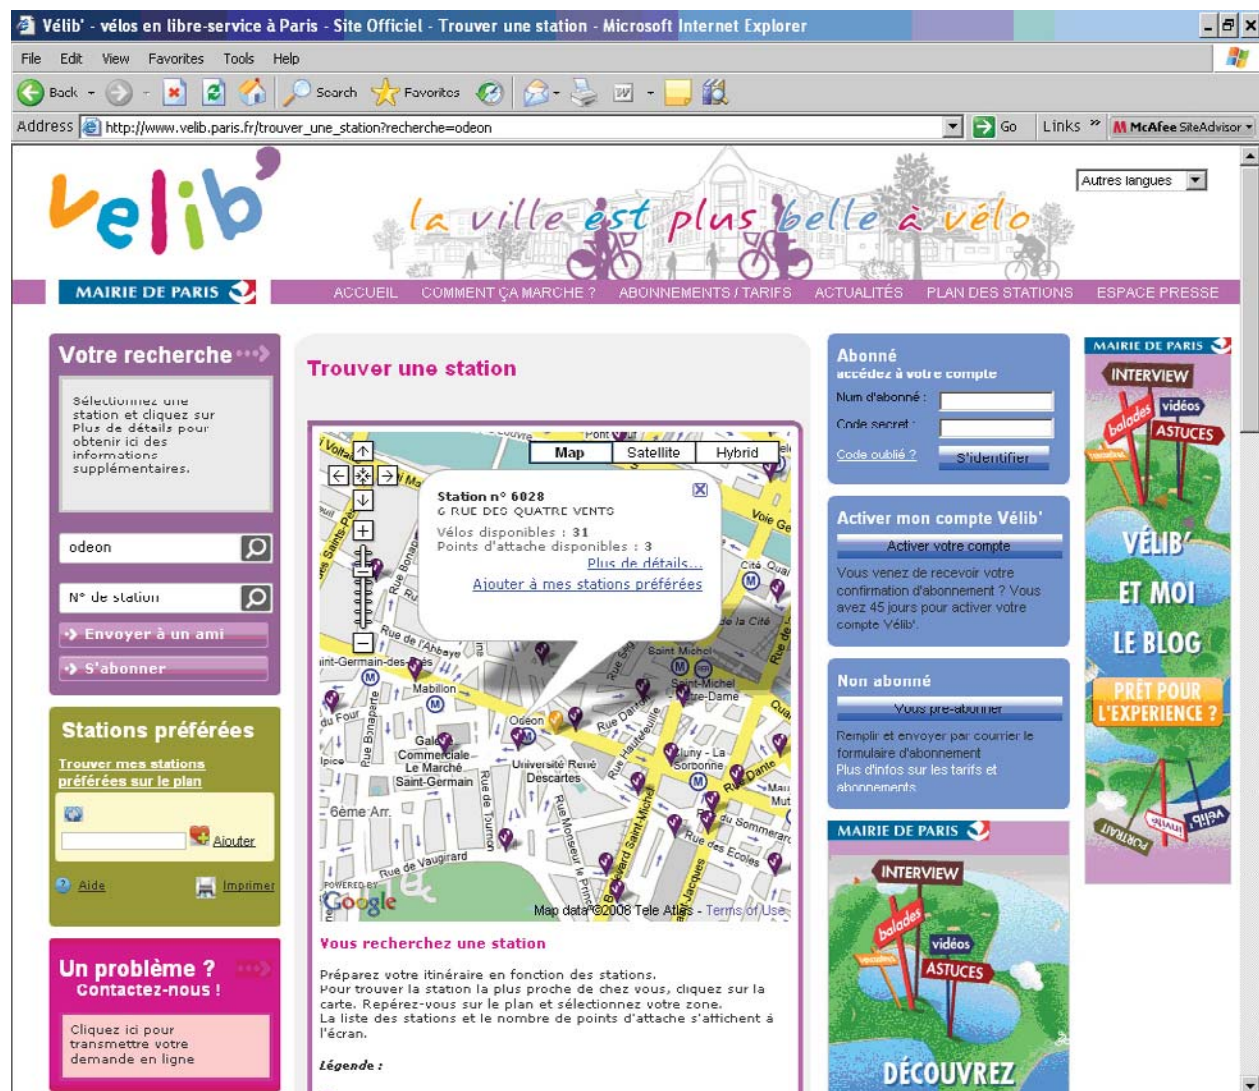 Vélib' - vélos en libre-service à Paris - Site Officiel - Trouver une station - Microsoft Internet Explorer
File Edit View Favorites Tools Help
Back Search Favorites
Address http://www.velib.paris.fr/trouver_une_station?recherche=odeon Go Links » McAfee SiteAdvisor
velib'
la ville est plus belle à vélo
Autres langues
MAIRIE DE PARIS
ACCUEIL COMMENT ÇA MARCHE ? ABONNEMENTS / TARIFS ACTUALITÉS PLAN DES STATIONS ESPACE PRESSE
Votre recherche
Sélectionnez une
station et cliquez sur
Plus de détails pour
obtenir ici des
informations
supplémentaires.
odeon
N° de station
Envoyer à un ami
S'abonner
Stations préférées
Trouver mes stations
préférées sur le plan
Ajouter
Aide Imprimer
Un problème ?
Contactez-nous !
Cliquez ici pour
transmettre votre
demande en ligne
Trouver une station
Map Satellite Hybrid
Station n° 6028
6 RUE DES QUATRE VENTS
Vélos disponibles : 31
Points d'attache disponibles : 3
Plus de détails...
Ajouter à mes stations préférées
Rue de l'Abbaye
Mabillon
du Four
Rue Bonaparte
Odeon
Galerie
Commerciale
Le Marché
Saint-Germain
Université René
Descartes
Rue de Tournon
Rue Monsieur le Prince
Rue Danton
Rue Hautefeuille
Saint Michel
Saint-Michel
Notre-Dame
de la Cité
Cluny - La
Sorbonne
Rue Dante
Boulevard Saint-Michel
du Sommerard
Rue des Ecoles
6ème Arr.
Rue de Vaugirard
POWERED BY
Google
Map data ©2008 Tele Atlas - Terms of Use
Vous recherchez une station
Préparez votre itinéraire en fonction des stations.
Pour trouver la station la plus proche de chez vous, cliquez sur la
carte. Repérez-vous sur le plan et sélectionnez votre zone.
La liste des stations et le nombre de points d'attache s'affichent à
l'écran.
Légende :
Abonné
accédez à votre compte
Num d'abonné :
Code secret :
Code oublié ? S'identifier
Activer mon compte Vélib'
Activer votre compte
Vous venez de recevoir votre
confirmation d'abonnement ? Vous
avez 45 jours pour activer votre
compte Vélib'.
Non abonné
Vous pre-abonner
Remplir et envoyer par courrier le
formulaire d'abonnement
Plus d'infos sur les tarifs et
abonnements
MAIRIE DE PARIS
INTERVIEW
balades
vidéos
ASTUCES
DÉCOUVREZ
MAIRIE DE PARIS
INTERVIEW
balades
vidéos
ASTUCES
VÉLIB'
ET MOI
LE BLOG
PRÊT POUR
L'EXPÉRIENCE ?
PORTRAIT
invité
vélib